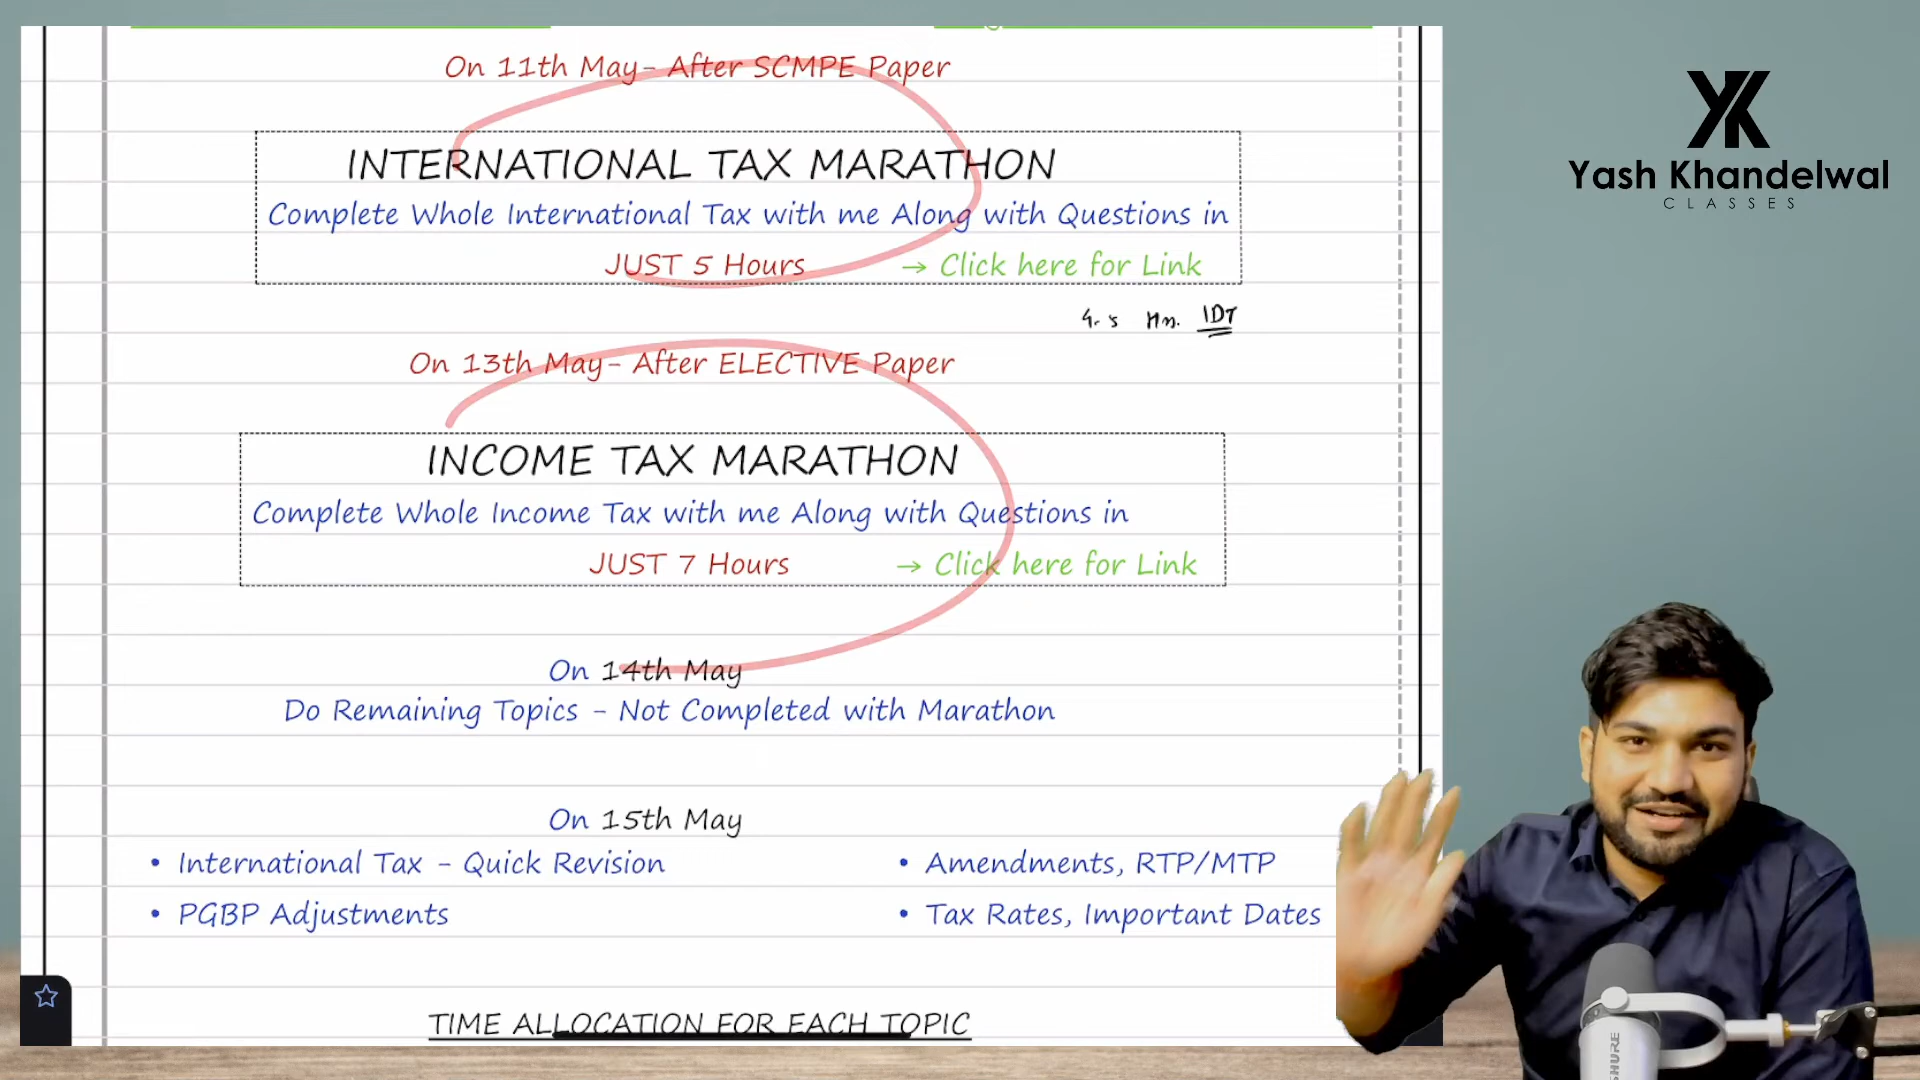 On 11th May- After SCMPE Paper
INTERNATIONAL TAX MARATHON
Complete Whole International Tax with me Along with Questions in
JUST 5 Hours → Click here for Link
4.5 Hrs. IDT
On 13th May- After ELECTIVE Paper
INCOME TAX MARATHON
Complete Whole Income Tax with me Along with Questions in
JUST 7 Hours → Click here for Link
On 14th May
Do Remaining Topics - Not Completed with Marathon
On 15th May
• International Tax - Quick Revision
• PGBP Adjustments
• Amendments, RTP/MTP
• Tax Rates, Important Dates
TIME ALLOCATION FOR EACH TOPIC
YK
Yash Khandelwal
CLASSES
SHURE